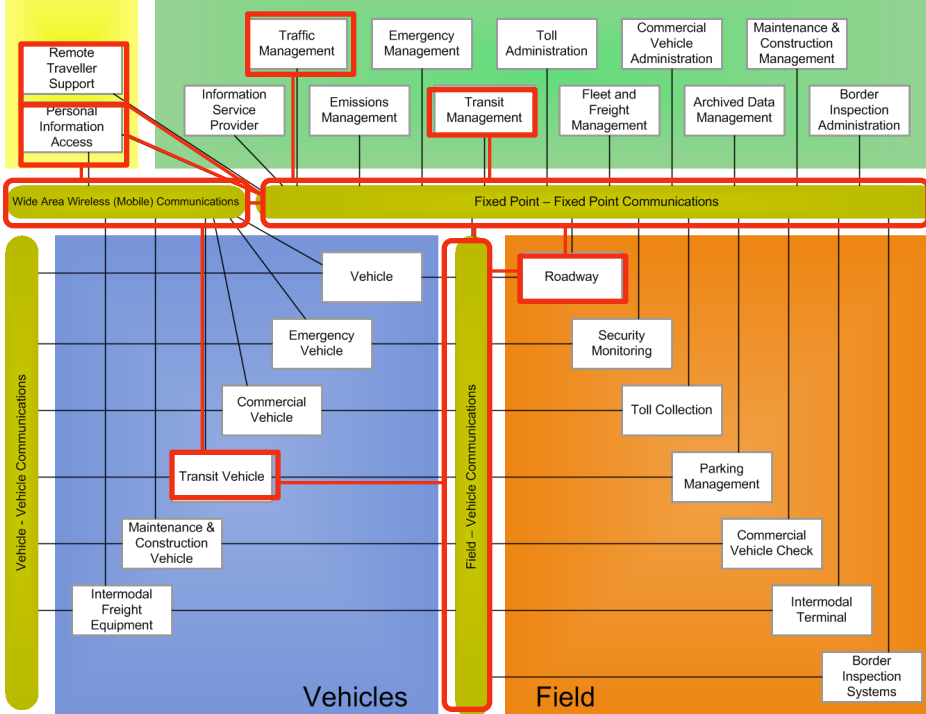 Traffic
Management
Emergency
Management
Toll
Administration
Commercial
Vehicle
Administration
Maintenance &
Construction
Management
Remote
Traveller
Support
Personal
Information
Access
Information
Service
Provider
Emissions
Management
Transit
Management
Fleet and
Freight
Management
Archived Data
Management
Border
Inspection
Administration
Wide Area Wireless (Mobile) Communications
Fixed Point – Fixed Point Communications
Vehicle - Vehicle Communications
Field – Vehicle Communications
Vehicle
Emergency
Vehicle
Commercial
Vehicle
Transit Vehicle
Maintenance &
Construction
Vehicle
Intermodal
Freight
Equipment
Vehicles
Roadway
Security
Monitoring
Toll Collection
Parking
Management
Commercial
Vehicle Check
Intermodal
Terminal
Border
Inspection
Systems
Field